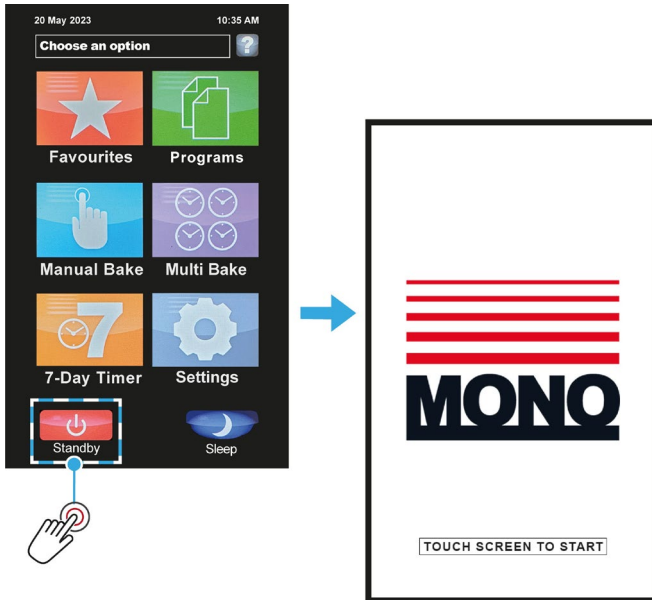 20 May 2023 10:35 AM
Choose an option ?
Favourites Programs
Manual Bake Multi Bake
7
7-Day Timer Settings
Standby Sleep
MONO
TOUCH SCREEN TO START